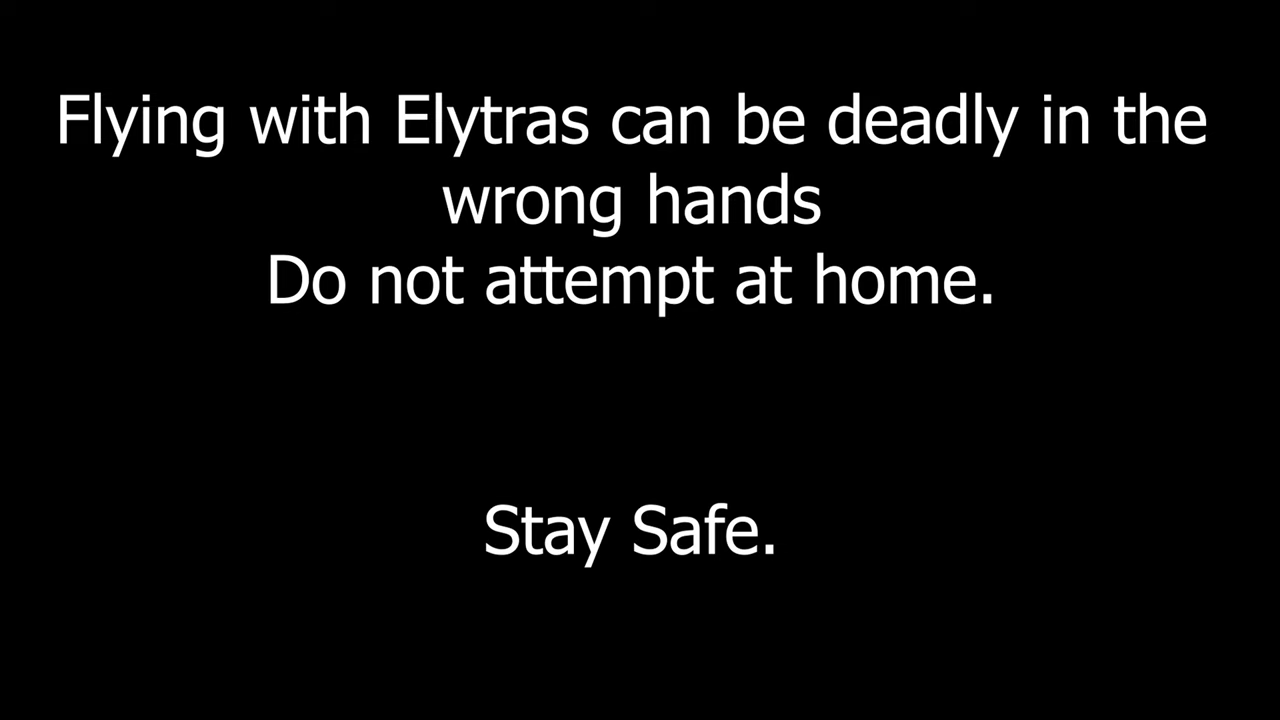 Flying with Elytras can be deadly in the
wrong hands
Do not attempt at home.
Stay Safe.